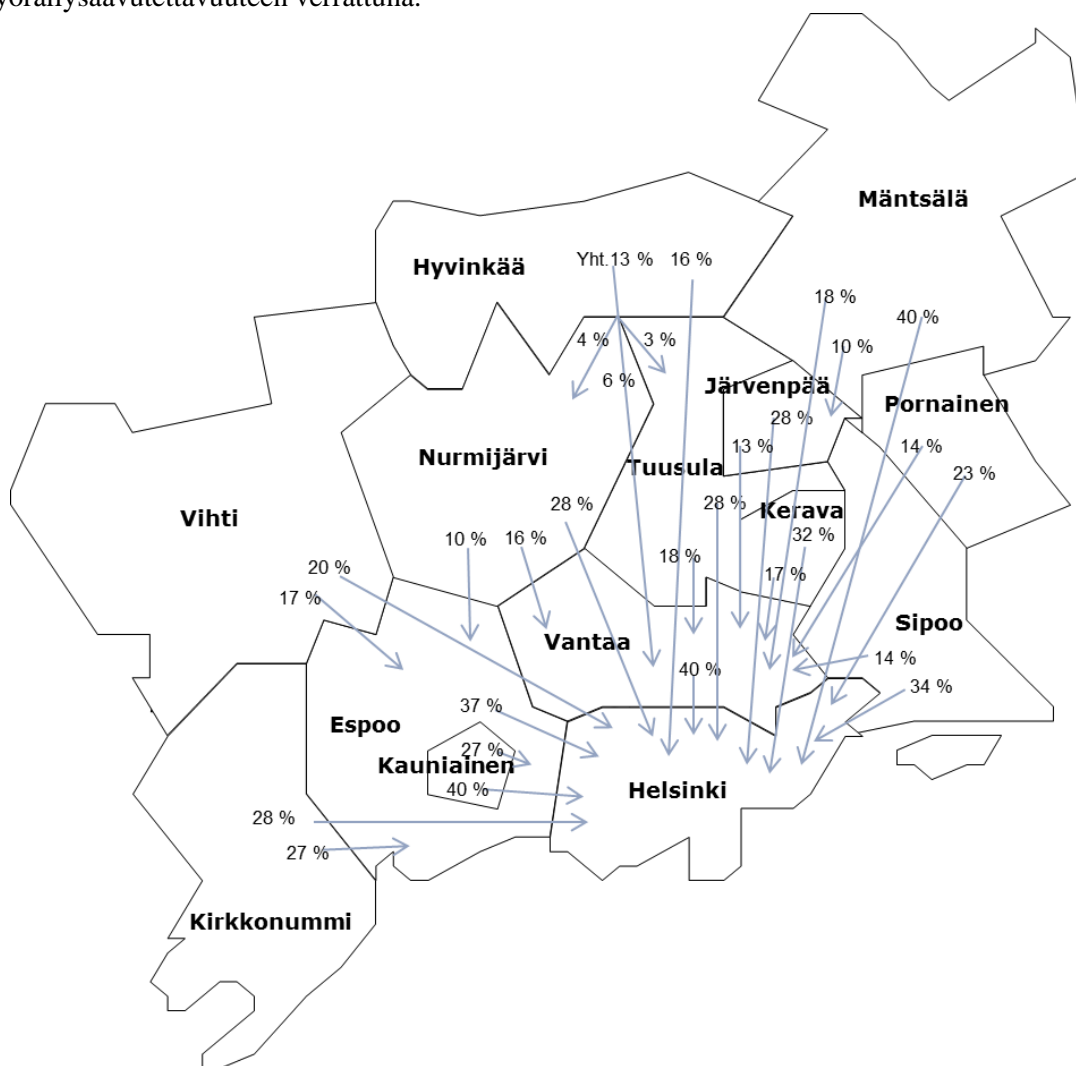 yöräilysaavutettavuuteen verrattuna.
Mäntsälä
Hyvinkää
Yht.13 %
16 %
18 %
40 %
4 %
3 %
10 %
6 %
Järvenpää
Pornainen
28 %
13 %
14 %
Nurmijärvi
Tuusula
23 %
28 %
28 %
Kerava
Vihti
32 %
10 %
16 %
18 %
20 %
17 %
17 %
Sipoo
Vantaa
14 %
40 %
34 %
37 %
Espoo
27 %
Kauniainen
40 %
Helsinki
28 %
27 %
Kirkkonummi